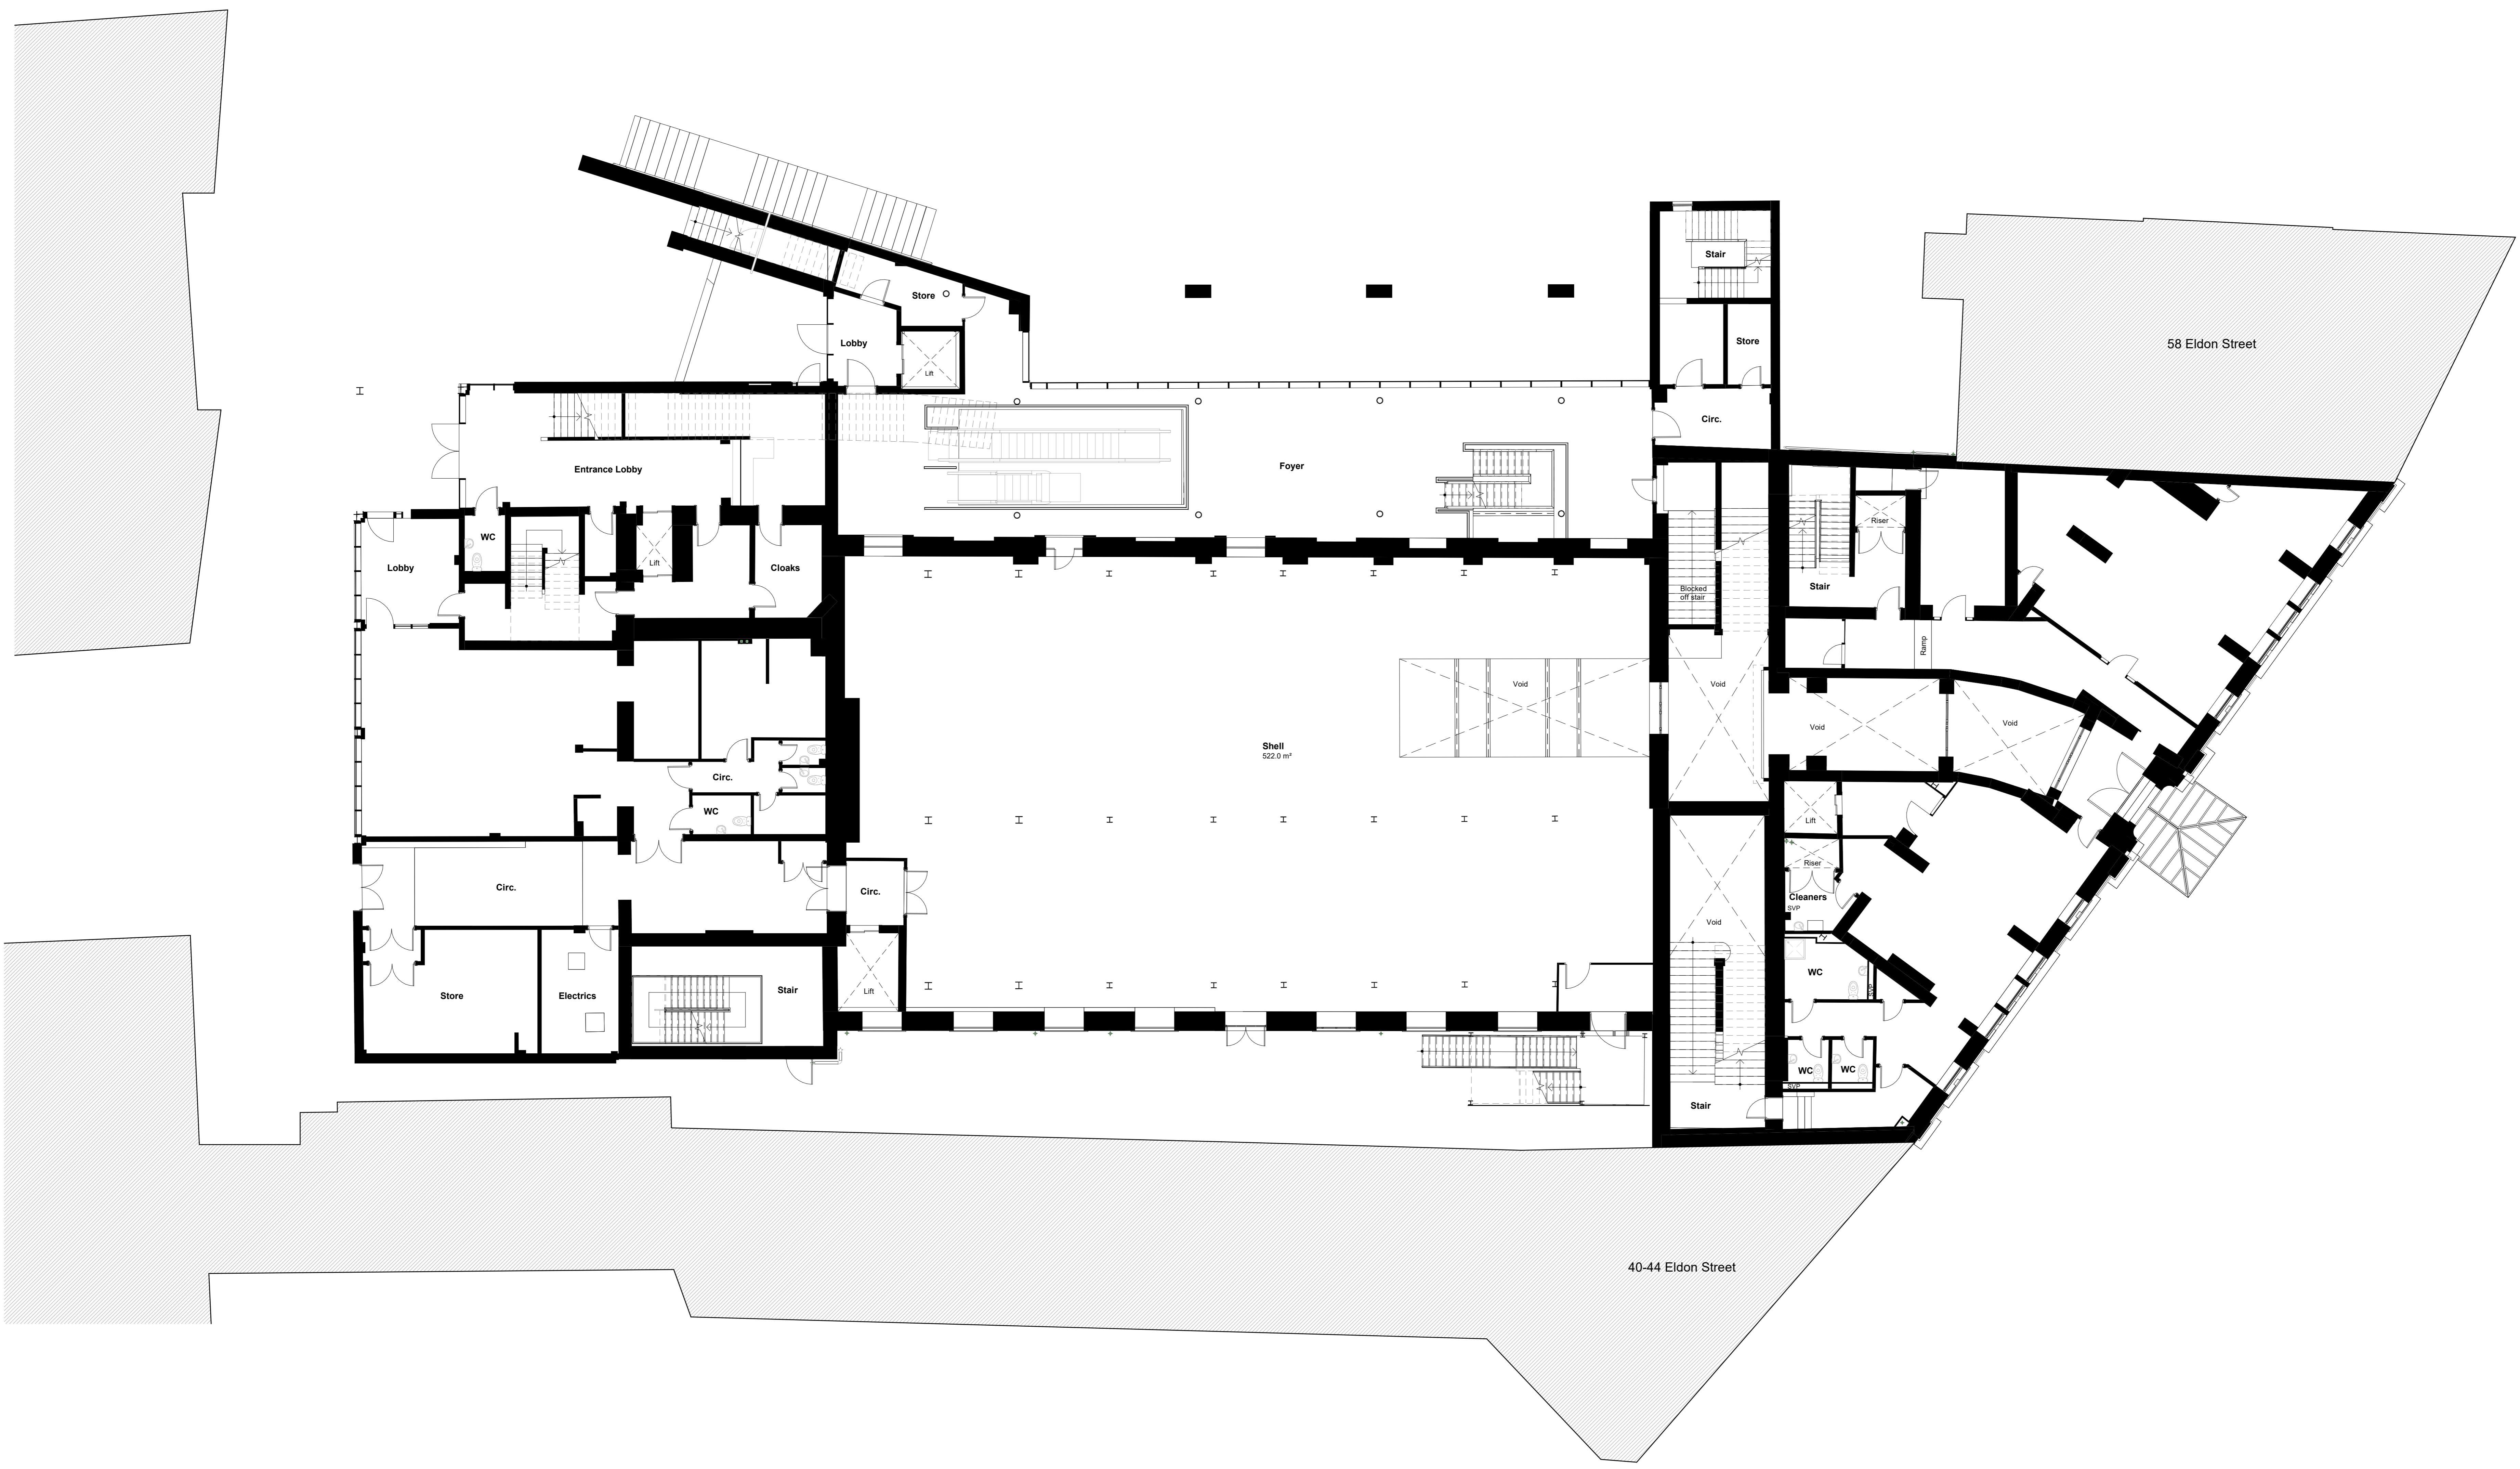 Stair
Store
Lobby
Lift
Store
58 Eldon Street
Circ.
Entrance Lobby
Foyer
WC
Lift
Lobby
Cloaks
Riser
Blocked
off stair
Stair
Ramp
Void
Void
Void
Void
Shell
522.0 m²
Circ.
WC
Lift
Riser
Circ.
Circ.
Cleaners
SVP
Void
WC
SVP
Store
Electrics
Stair
Lift
WC
WC
SVP
Stair
40-44 Eldon Street